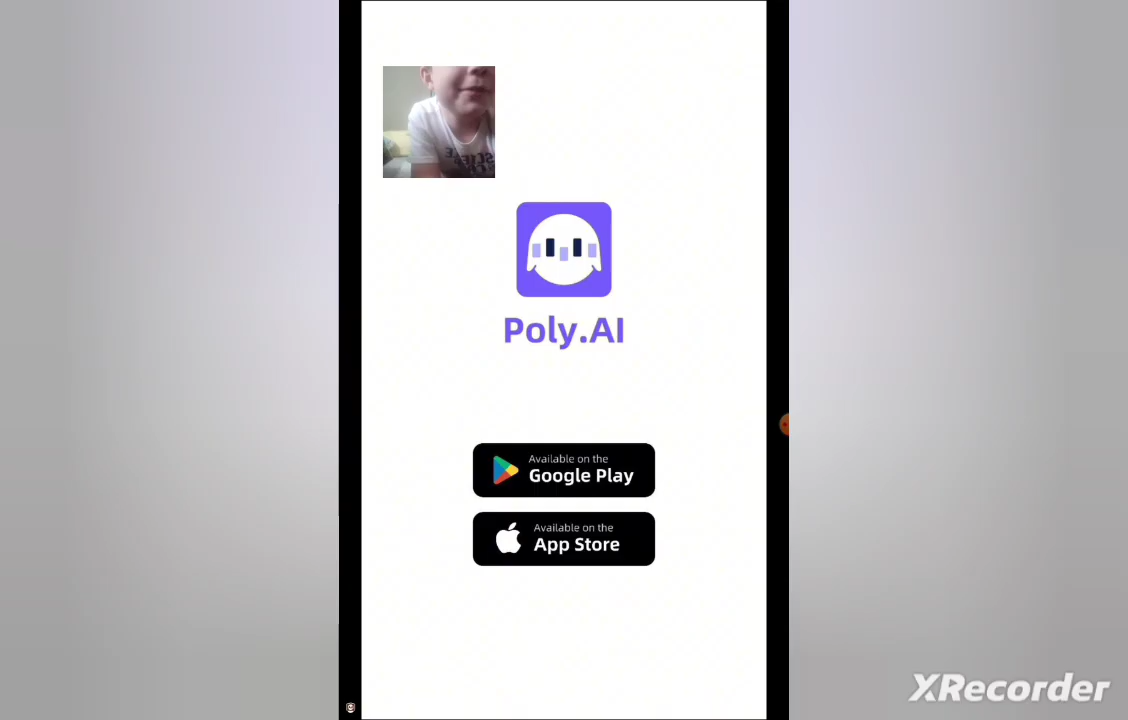 Poly.AI
Available on the
Google Play
Available on the
App Store
XRecorder